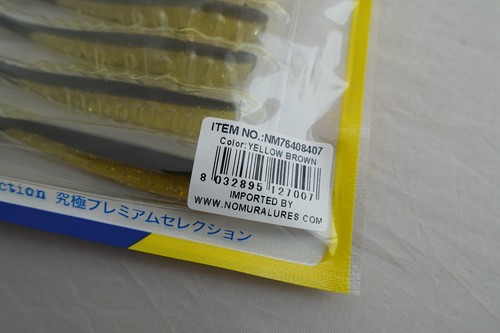 ITEM NO.:NM76408407
Color: YELLOW BROWN
8 032895 127007
IMPORTED BY
WWW.NOMURALURES.COM
ction 究極プレミアムセレクション